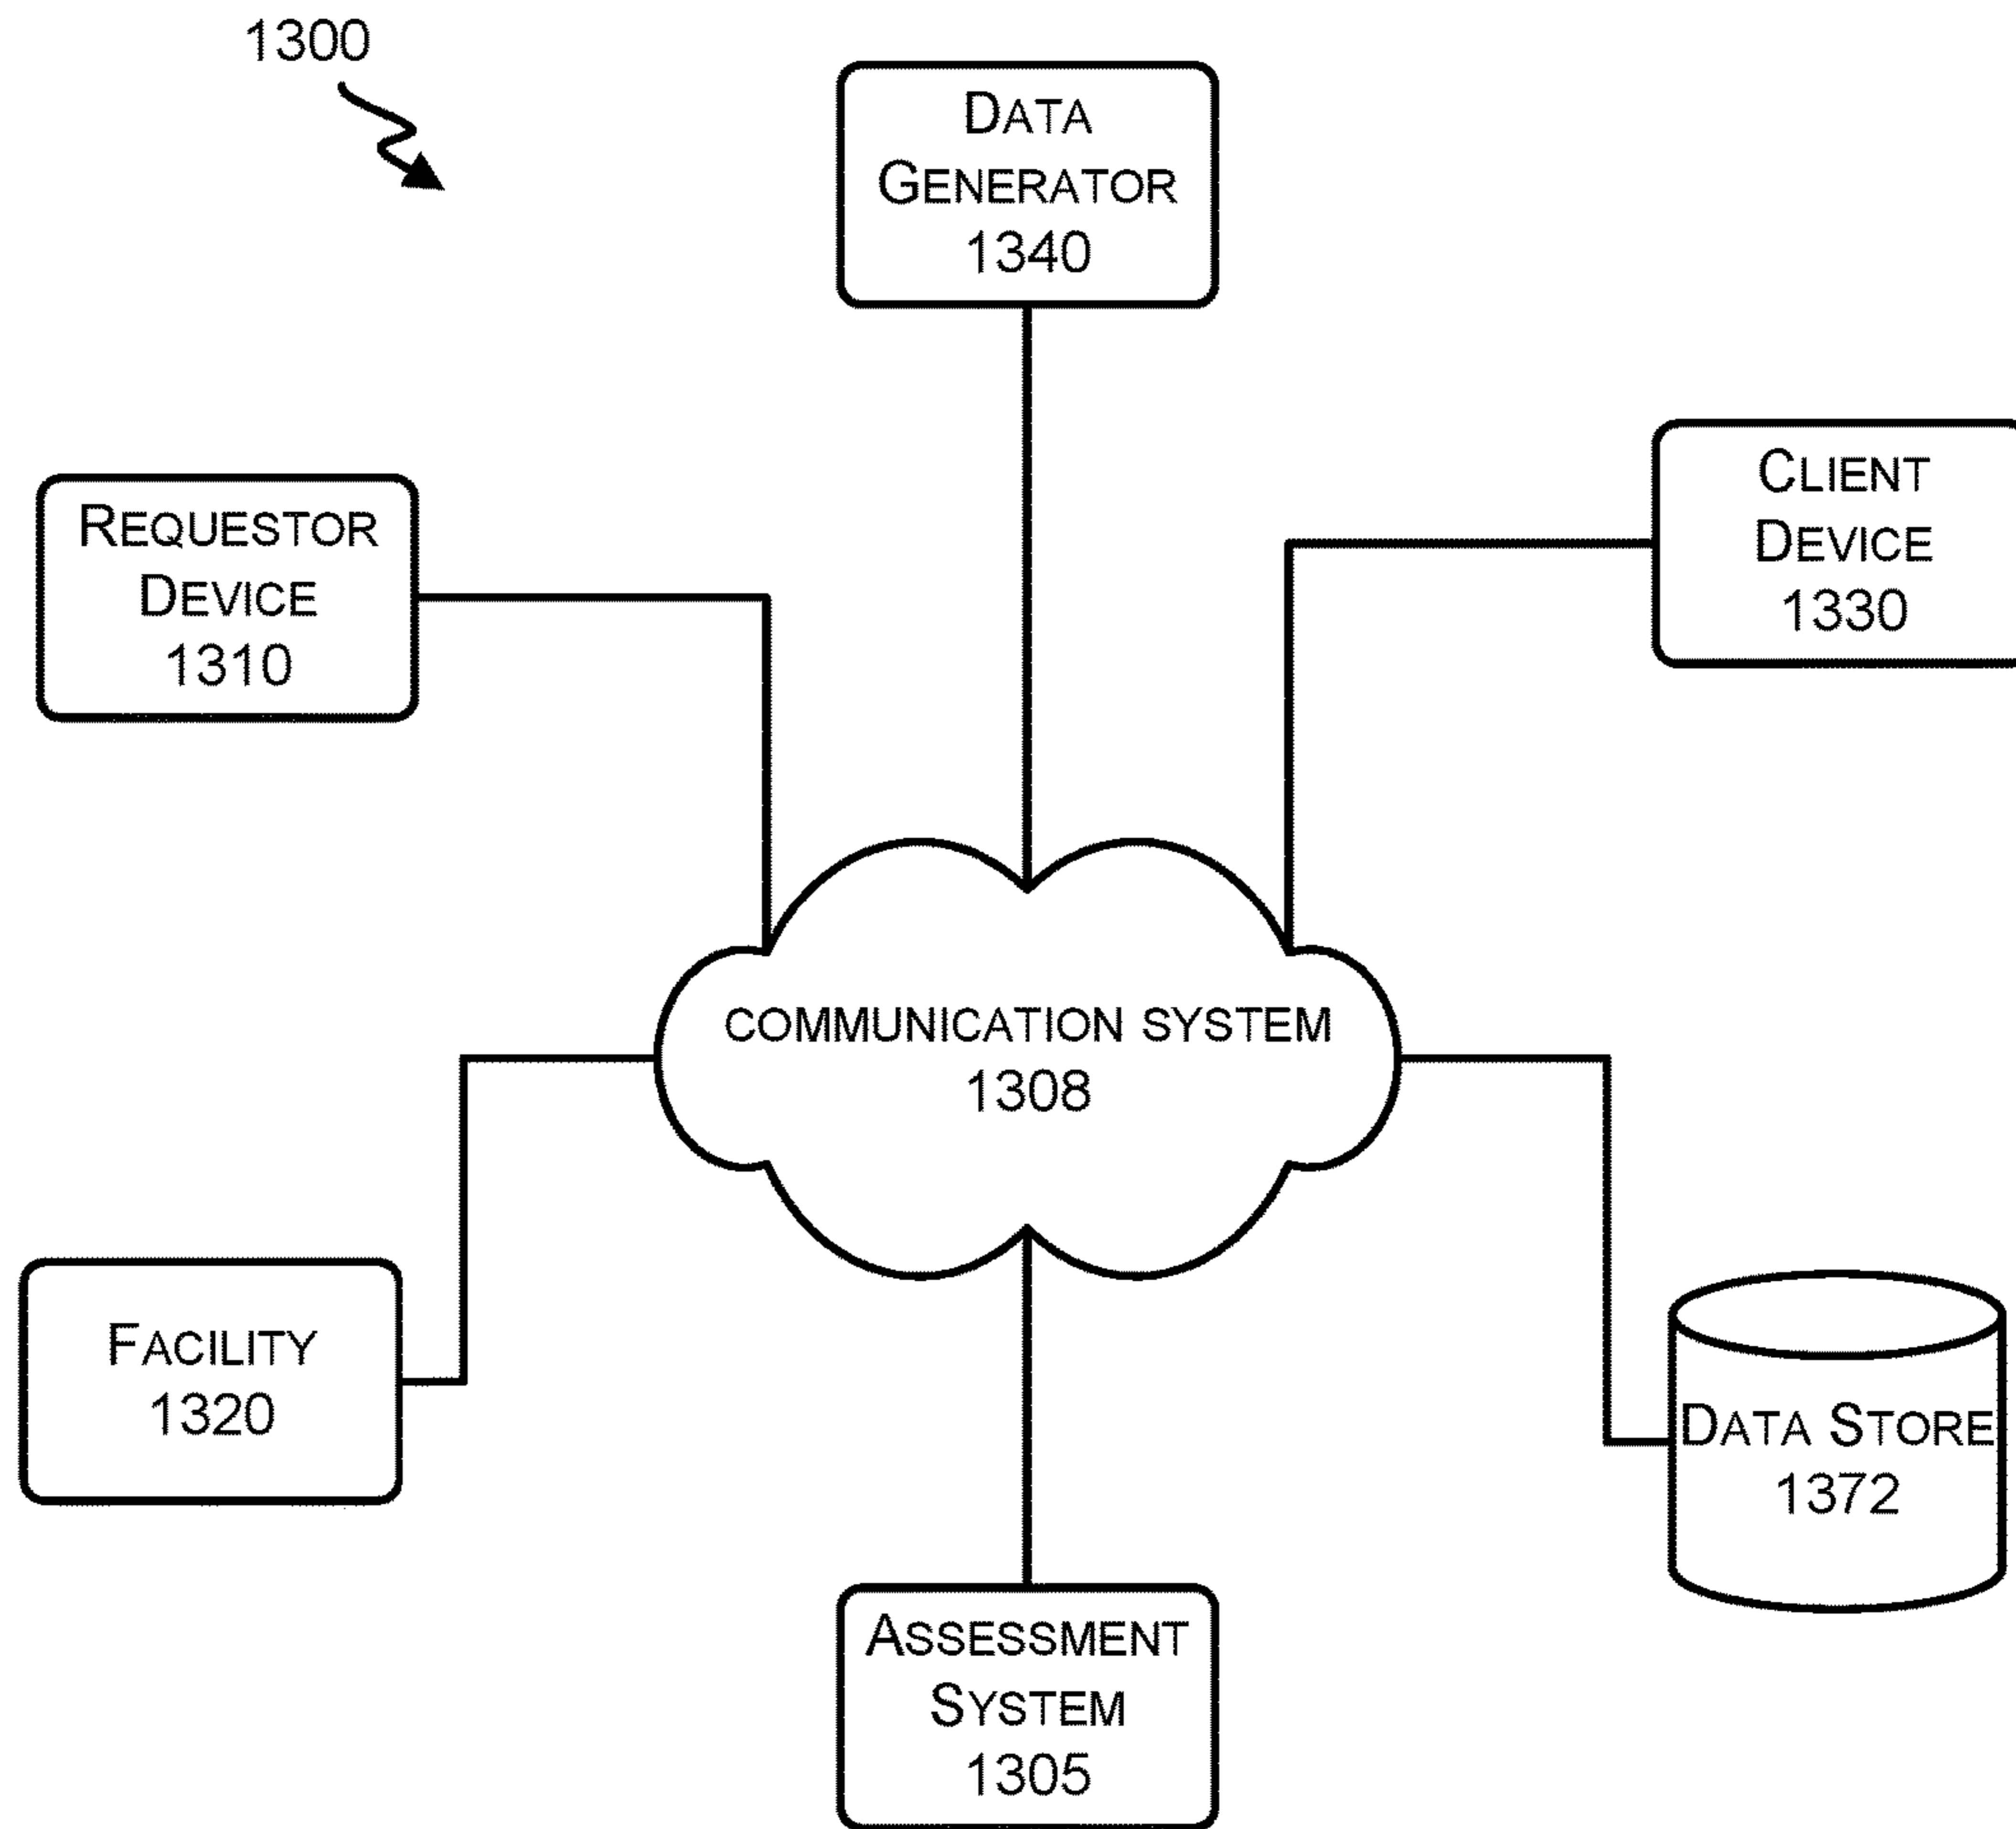 1300
DATA
GENERATOR
1340
CLIENT
DEVICE
1330
REQUESTOR
DEVICE
1310
COMMUNICATION SYSTEM
1308
FACILITY
1320
DATA STORE
1372
ASSESSMENT
SYSTEM
1305